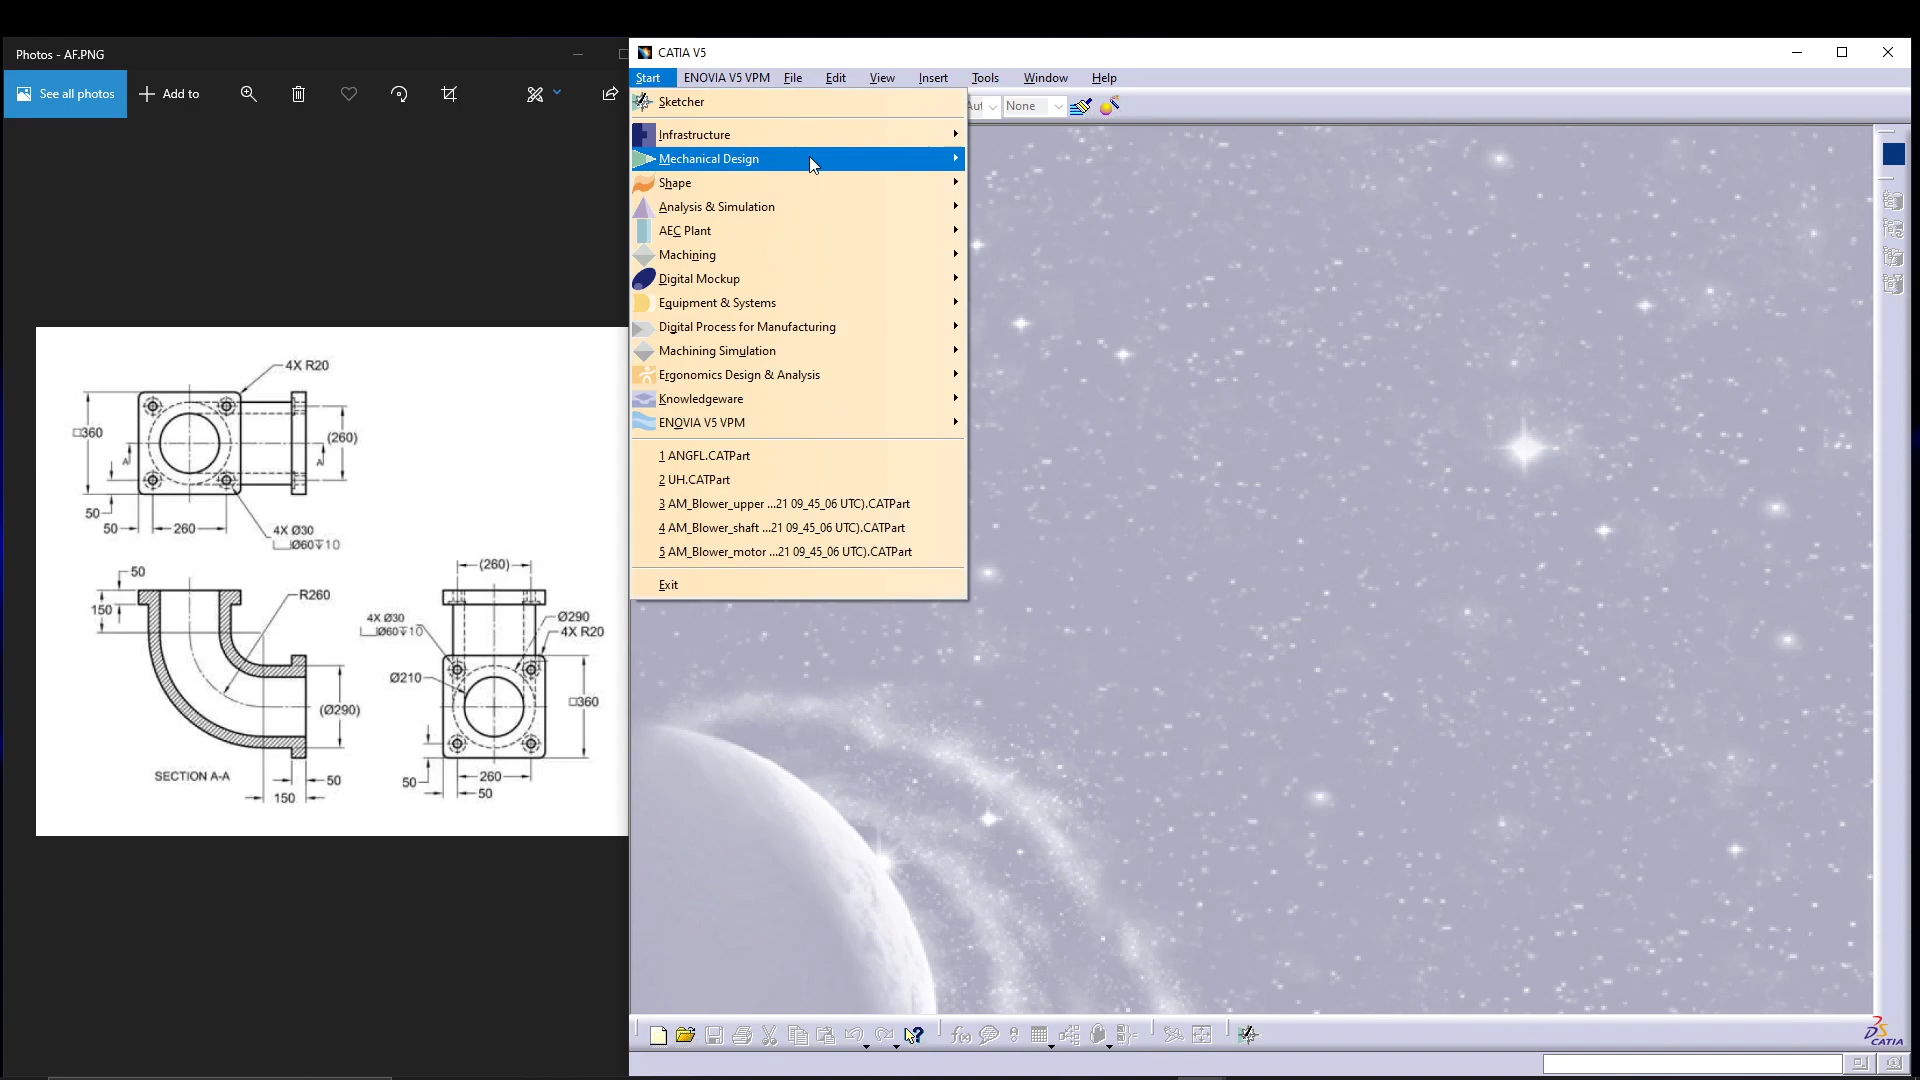 Photos - AF.PNG
See all photos
Add to
4X R20
□360
(260)
A
A
50
50
260
4X Ø30
⌴Ø60↧10
50
150
R260
(Ø290)
SECTION A-A
50
150
(260)
4X Ø30
⌴Ø60↧10
Ø290
4X R20
Ø210
□360
50
260
50
CATIA V5
Start ENOVIA V5 VPM File Edit View Insert Tools Window Help
Aut None
Sketcher
Infrastructure
Mechanical Design
Shape
Analysis & Simulation
AEC Plant
Machining
Digital Mockup
Equipment & Systems
Digital Process for Manufacturing
Machining Simulation
Ergonomics Design & Analysis
Knowledgeware
ENOVIA V5 VPM
1 ANGFL.CATPart
2 UH.CATPart
3 AM_Blower_upper ...21 09_45_06 UTC).CATPart
4 AM_Blower_shaft ...21 09_45_06 UTC).CATPart
5 AM_Blower_motor ...21 09_45_06 UTC).CATPart
Exit
f(x)
CATIA